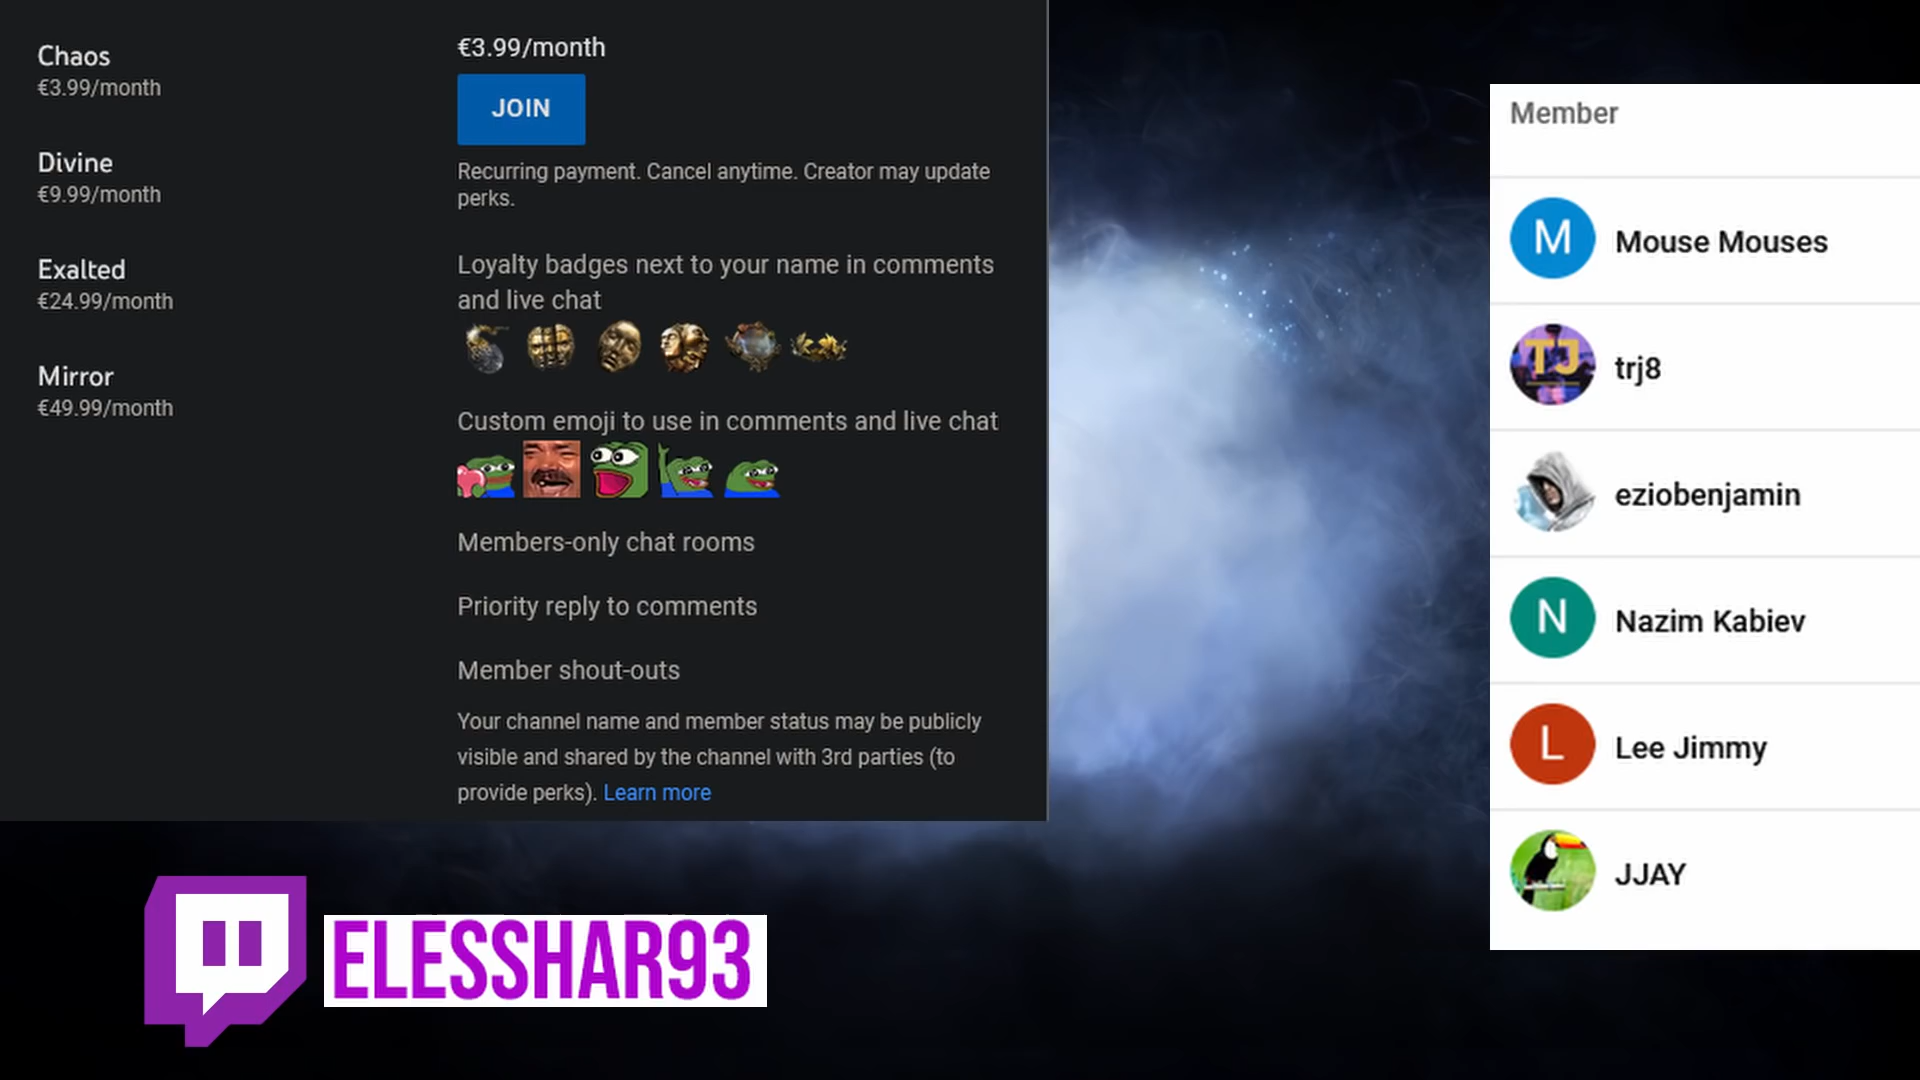 Chaos
€3.99/month
Divine
€9.99/month
Exalted
€24.99/month
Mirror
€49.99/month
€3.99/month
JOIN
Recurring payment. Cancel anytime. Creator may update
perks.
Loyalty badges next to your name in comments
and live chat
Custom emoji to use in comments and live chat
Members-only chat rooms
Priority reply to comments
Member shout-outs
Your channel name and member status may be publicly
visible and shared by the channel with 3rd parties (to
provide perks). Learn more
Member
M
Mouse Mouses
TJ
trj8
eziobenjamin
N
Nazim Kabiev
L
Lee Jimmy
JJAY
ELESSHAR93